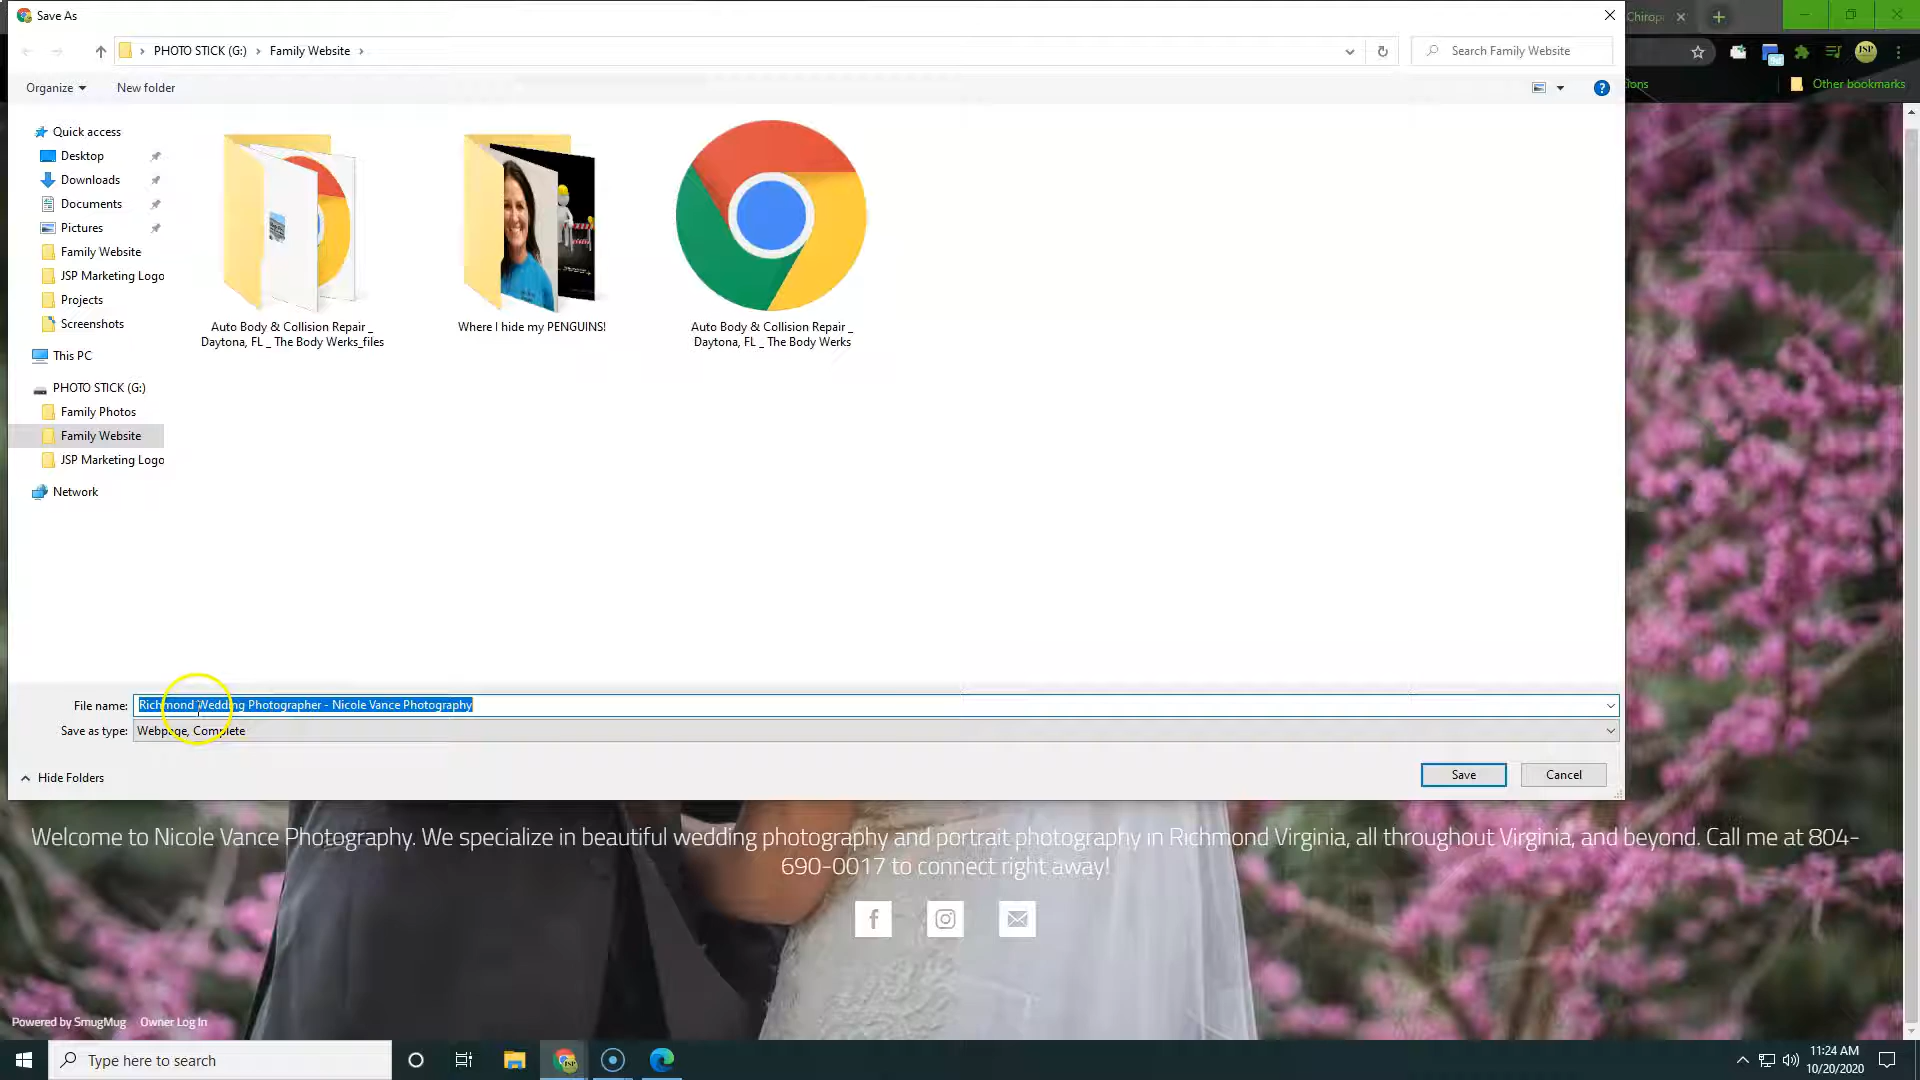 Save As
PHOTO STICK (G:) > Family Website >
Search Family Website
Organize
New folder
Quick access
Desktop
Downloads
Documents
Pictures
Family Website
JSP Marketing Logo
Projects
Screenshots
This PC
PHOTO STICK (G:)
Family Photos
Family Website
JSP Marketing Logo
Network
Auto Body & Collision Repair _
Daytona, FL _ The Body Werks_files
Where I hide my PENGUINS!
Auto Body & Collision Repair _
Daytona, FL _ The Body Werks
File name: Richmond Wedding Photographer - Nicole Vance Photography
Save as type: Webpage, Complete
Hide Folders
Save
Cancel
Chirop
JSP
Other bookmarks
Welcome to Nicole Vance Photography. We specialize in beautiful wedding photography and portrait photography in Richmond Virginia, all throughout Virginia, and beyond. Call me at 804-
690-0017 to connect right away!
Powered by SmugMug Owner Log In
Type here to search
11:24 AM
10/20/2020